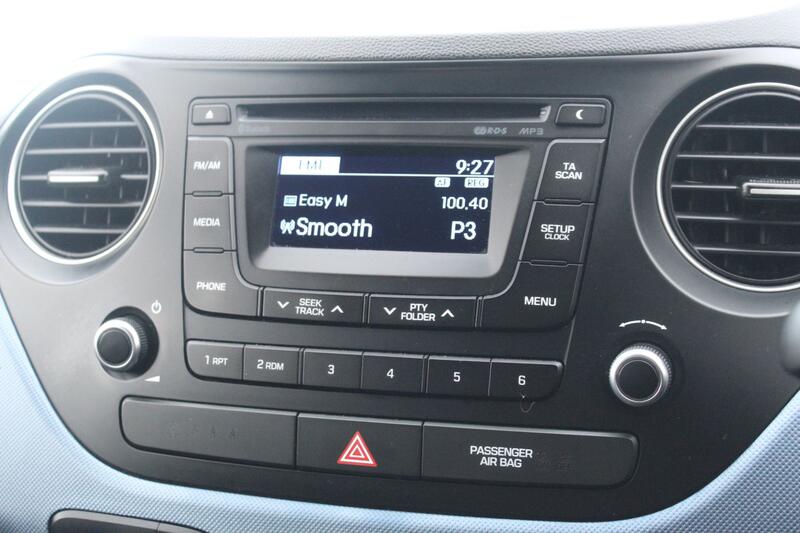 R·D·S MP3
FM/AM
FM1 9:27
TA
SCAN
AF REG
Easy M 100.40
MEDIA
Smooth P3
SETUP
CLOCK
PHONE
SEEK
TRACK
PTY
FOLDER
MENU
1 RPT 2 RDM 3 4 5 6
PASSENGER
AIR BAG